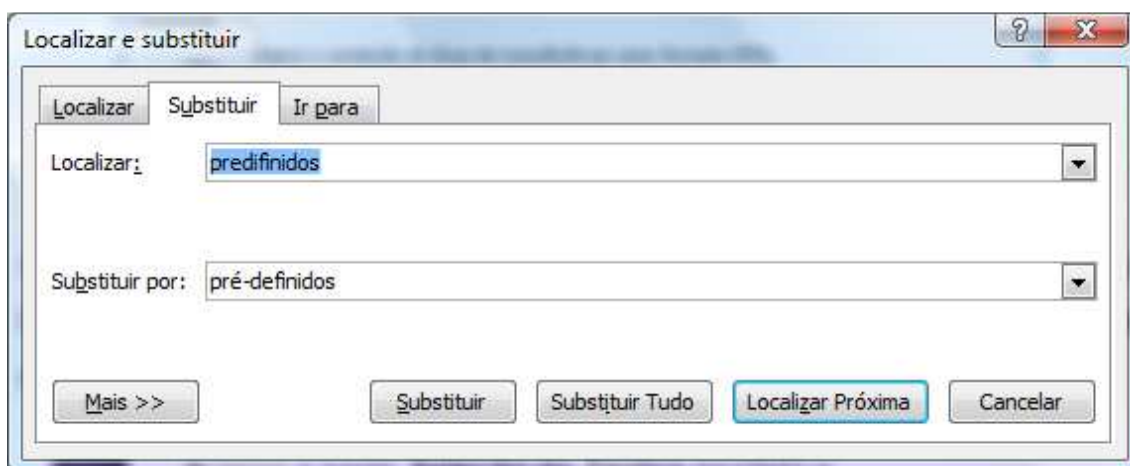 Localizar e substituir
Localizar Substituir Ir para
Localizar: predifinidos
Substituir por: pré-definidos
Mais >> Substituir Substituir Tudo Localizar Próxima Cancelar